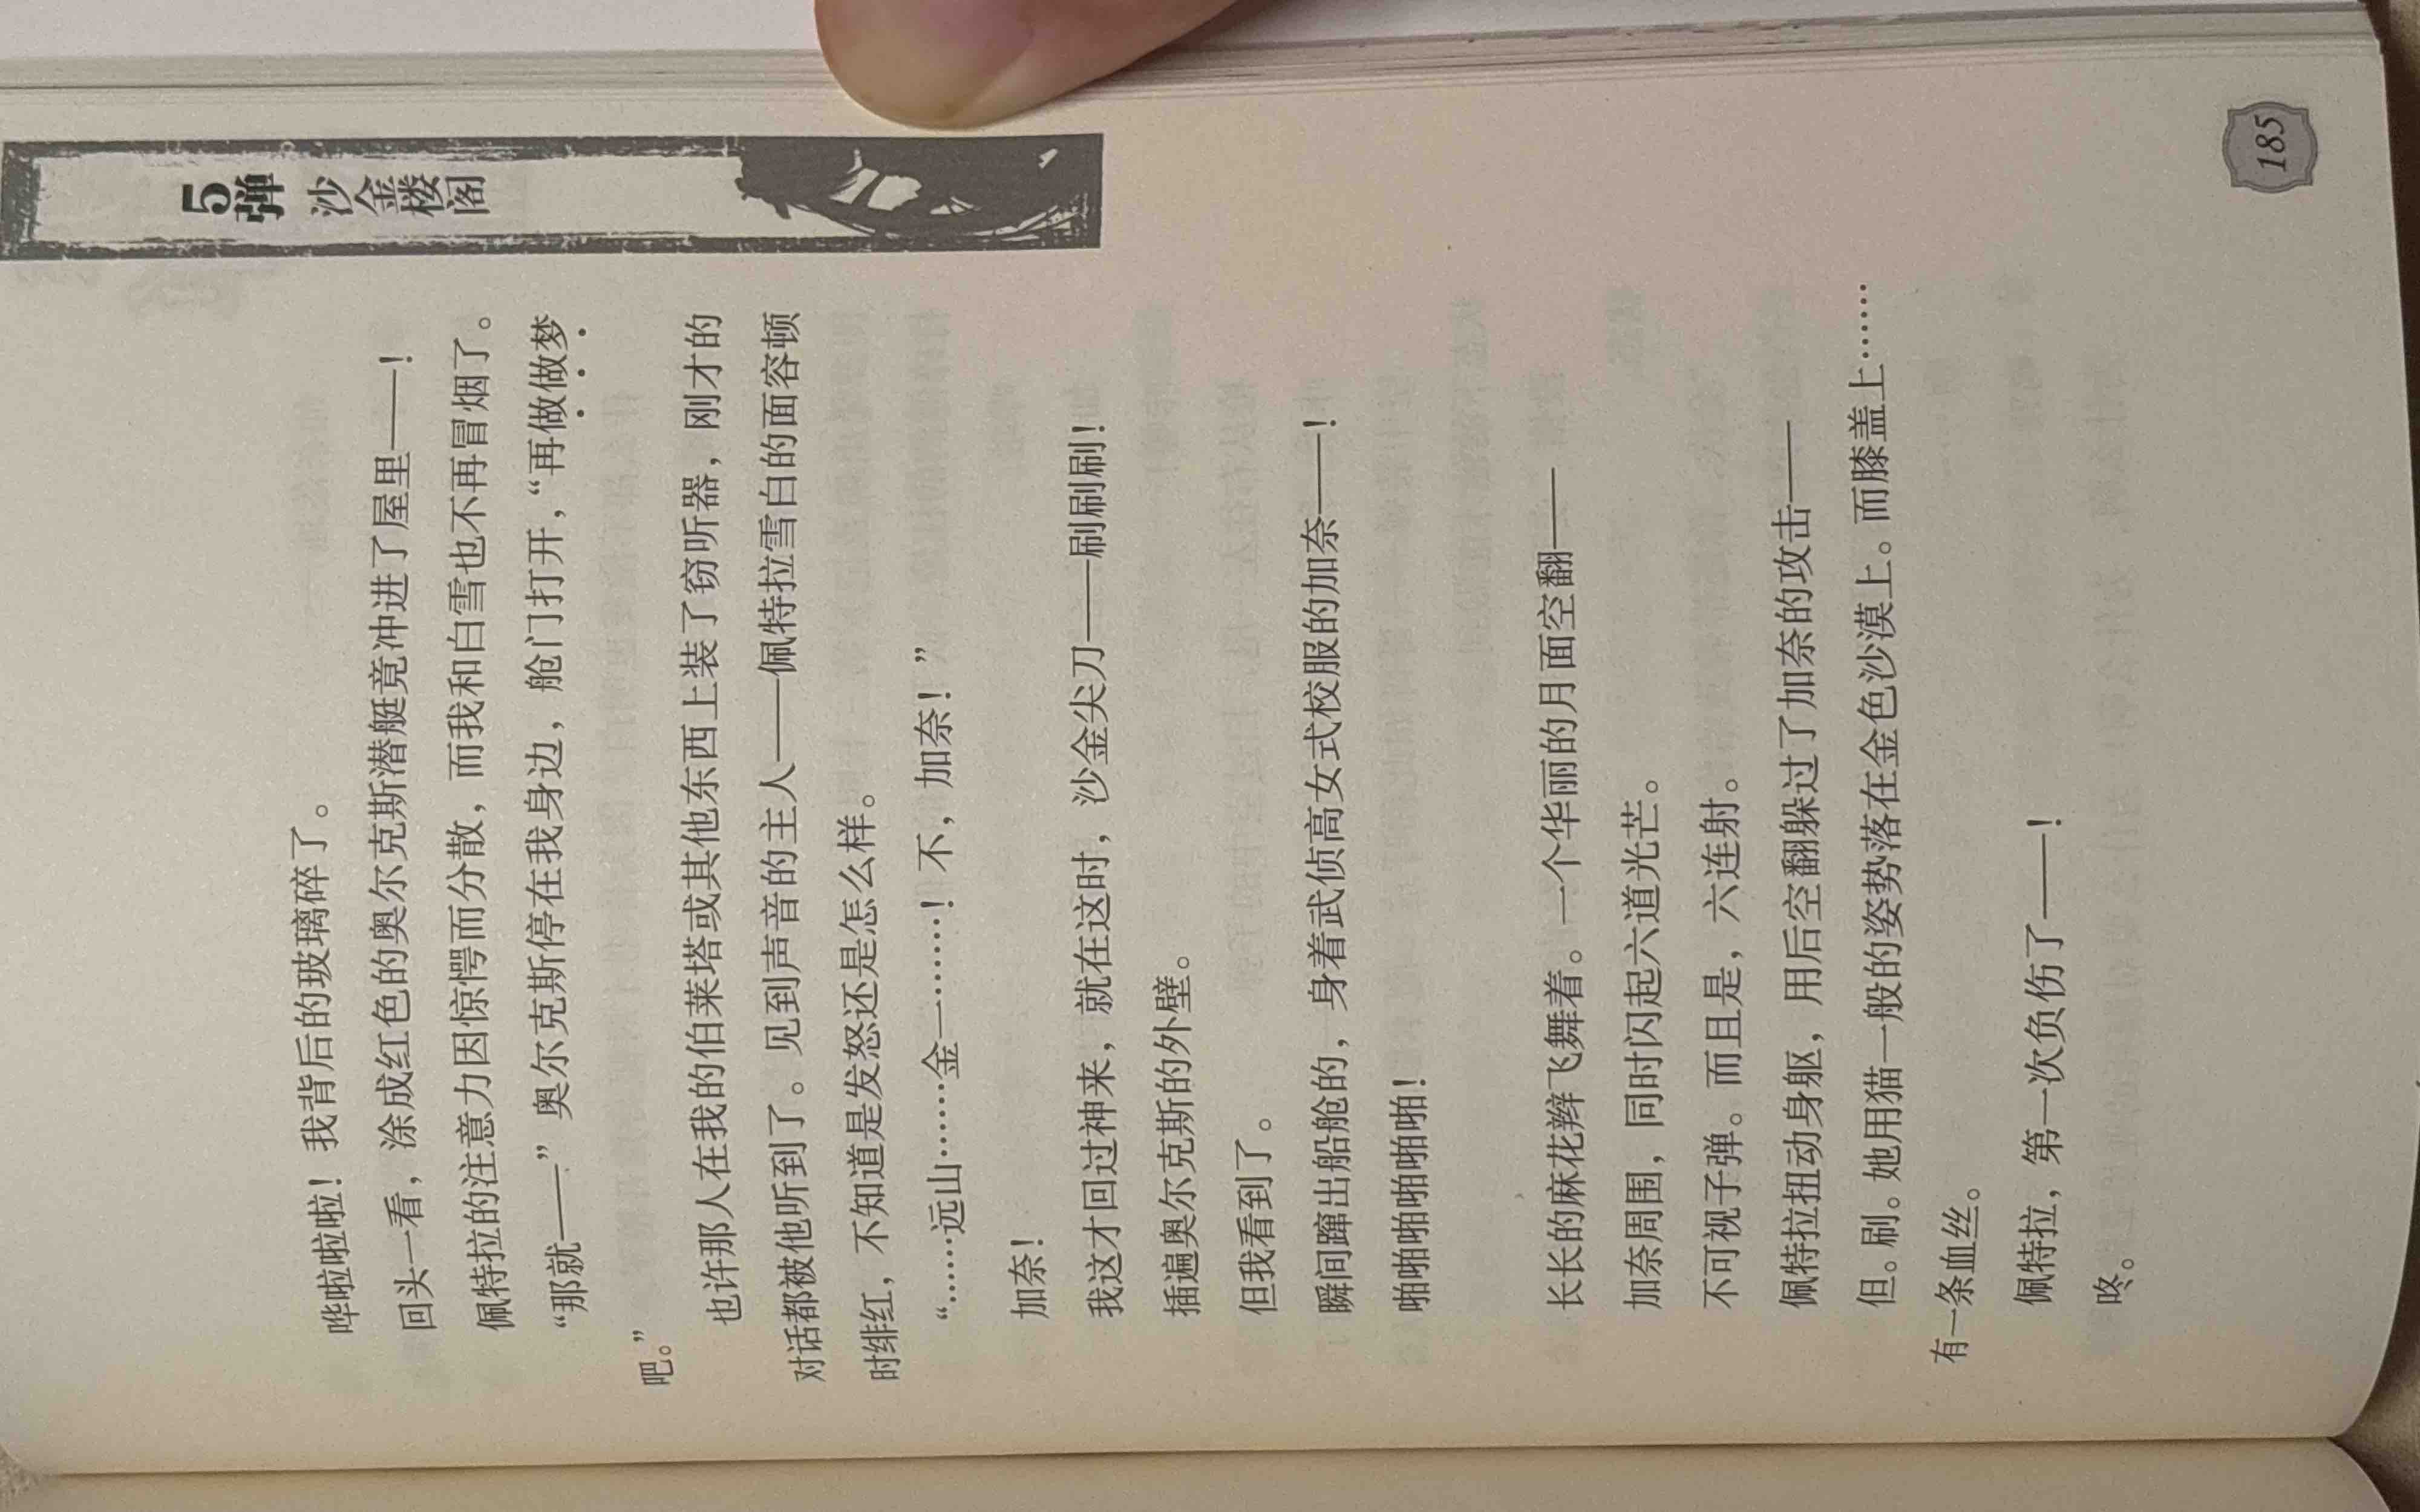 5弹 沙金楼阁
哗啦啦啦！我背后的玻璃碎了。
回头一看，涂成红色的奥尔克斯潜艇竟冲进了屋里——！
佩特拉的注意力因惊愕而分散，而我和白雪也不再冒烟了。
“那就——”奥尔克斯停在我身边，舱门打开，“再做做梦
吧。”
也许那人在我的伯莱塔或其他东西上装了窃听器，刚才的
对话都被他听到了。见到声音的主人——佩特拉雪白的面容顿
时绯红，不知道是发怒还是怎么样。
“……远山……金一……！不，加奈！”
加奈！
我这才回过神来，就在这时，沙金尖刀——刷刷刷！
插遍奥尔克斯的外壁。
但我看到了。
瞬间蹿出船舱的，身着武侦高女式校服的加奈——！
啪啪啪啪啪啪！
长长的麻花辫飞舞着。一个华丽的月面空翻——
加奈周围，同时闪起六道光芒。
不可视子弹。而且是，六连射。
佩特拉扭动身躯，用后空翻躲过了加奈的攻击——
但。刷。她用猫一般的姿势落在金色沙漠上。而膝盖上……
有一条血丝。
佩特拉，第一次负伤了——！
咚。
185